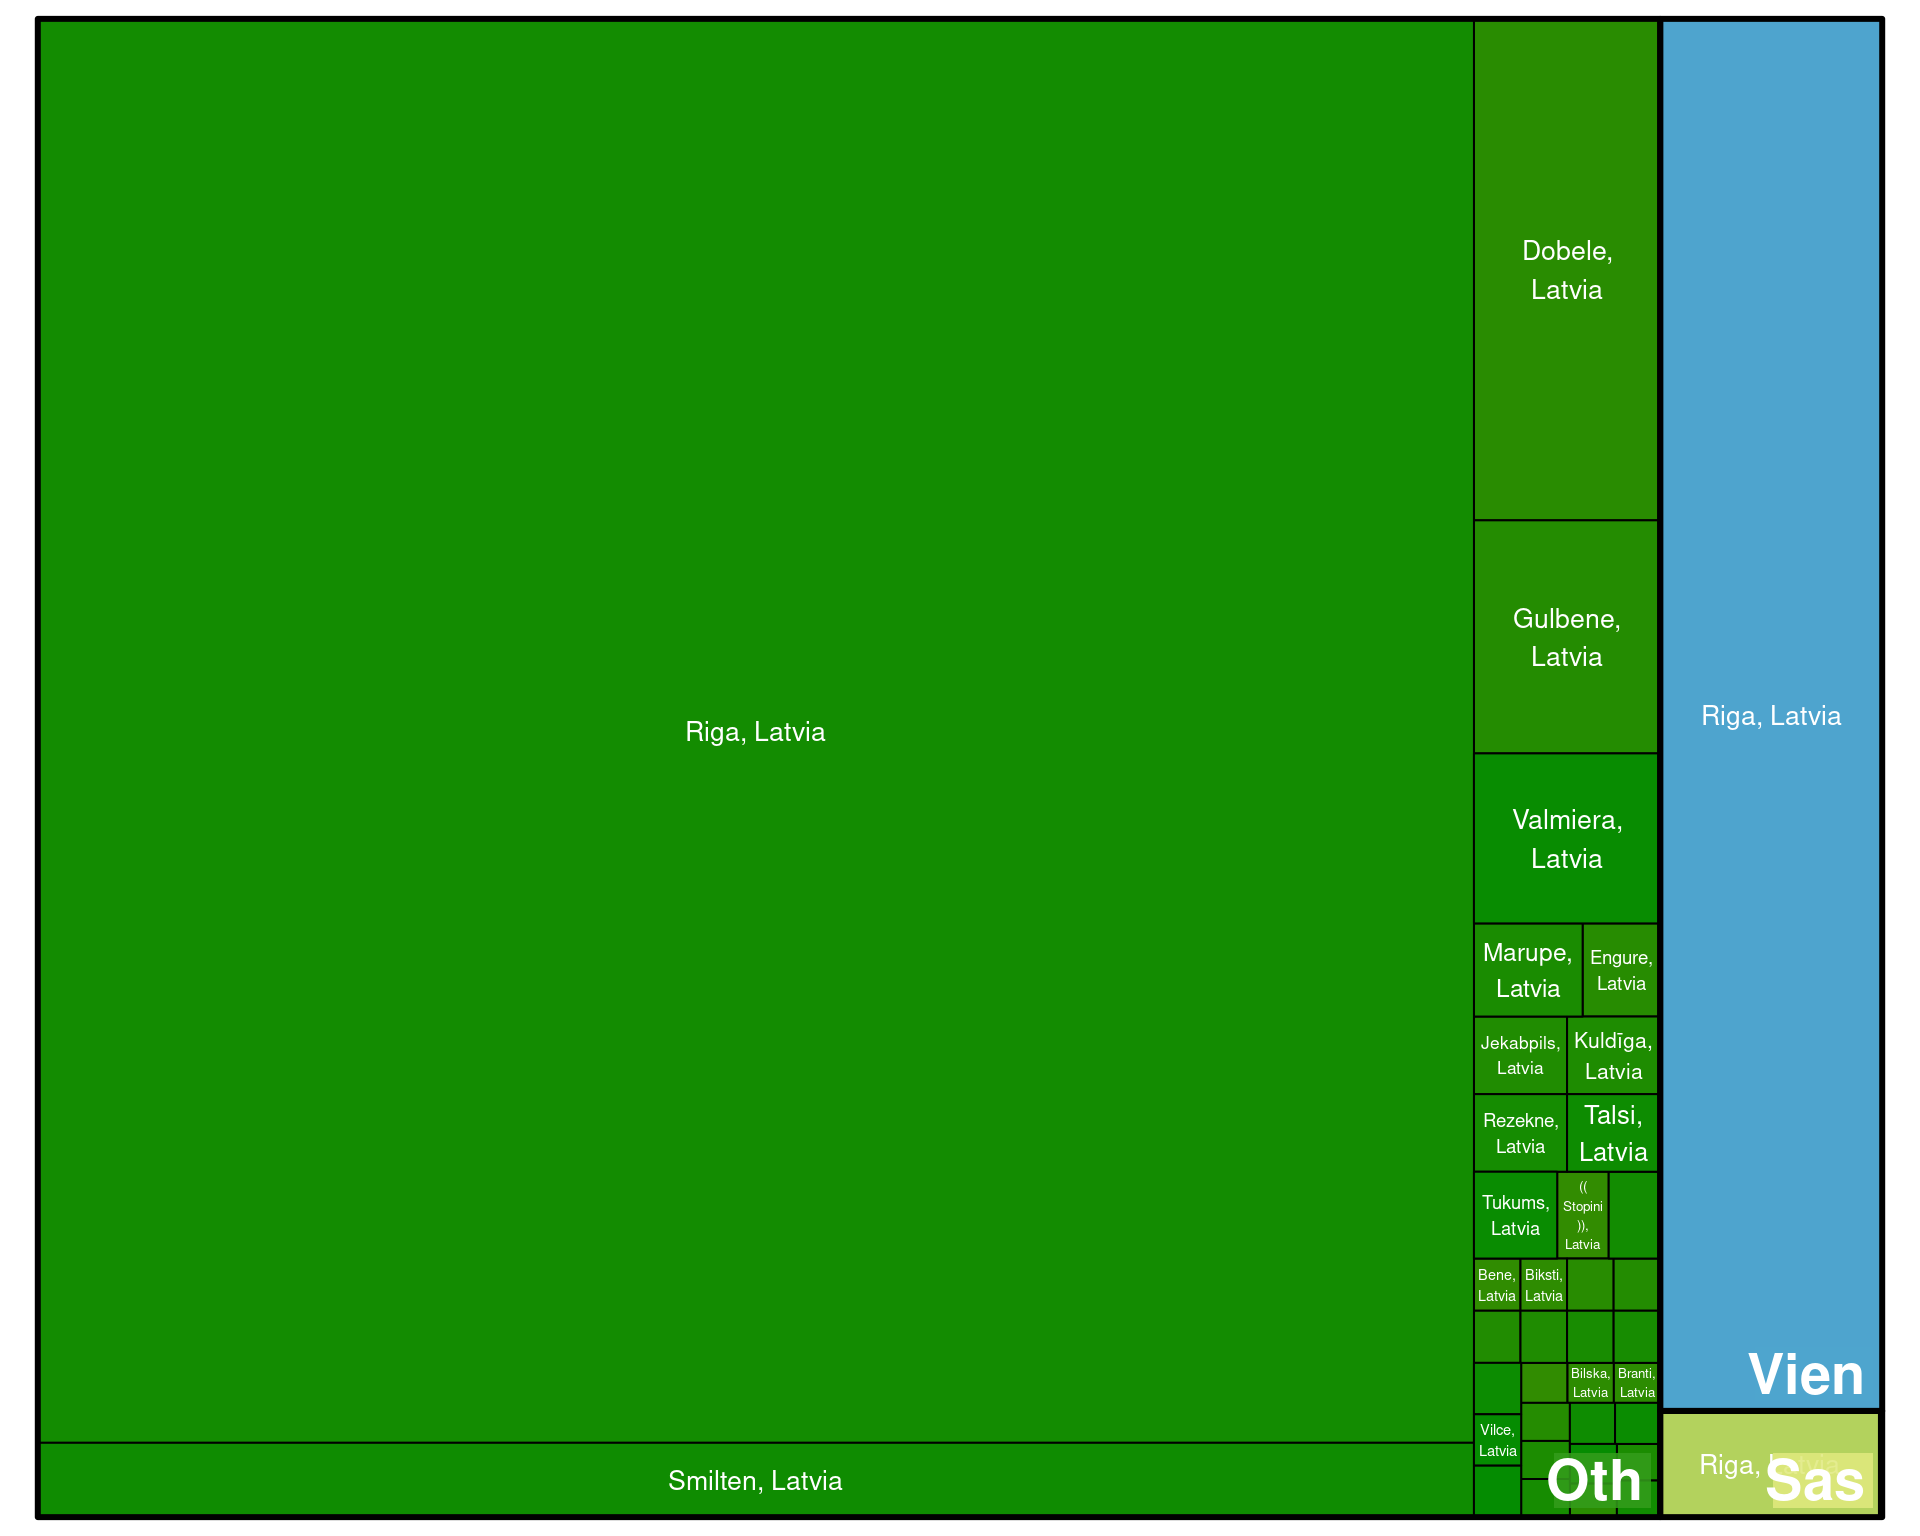 Riga, Latvia
Smilten, Latvia
Dobele,
Latvia
Gulbene,
Latvia
Valmiera,
Latvia
Marupe,
Latvia
Engure,
Latvia
Jekabpils,
Latvia
Kuldīga,
Latvia
Rezekne,
Latvia
Talsi,
Latvia
Tukums,
Latvia
((
Stopini
)),
Latvia
Bene,
Latvia
Biksti,
Latvia
Bilska,
Latvia
Branti,
Latvia
Vilce,
Latvia
Oth
Riga, Latvia
Vien
Riga, Latvia
Sas